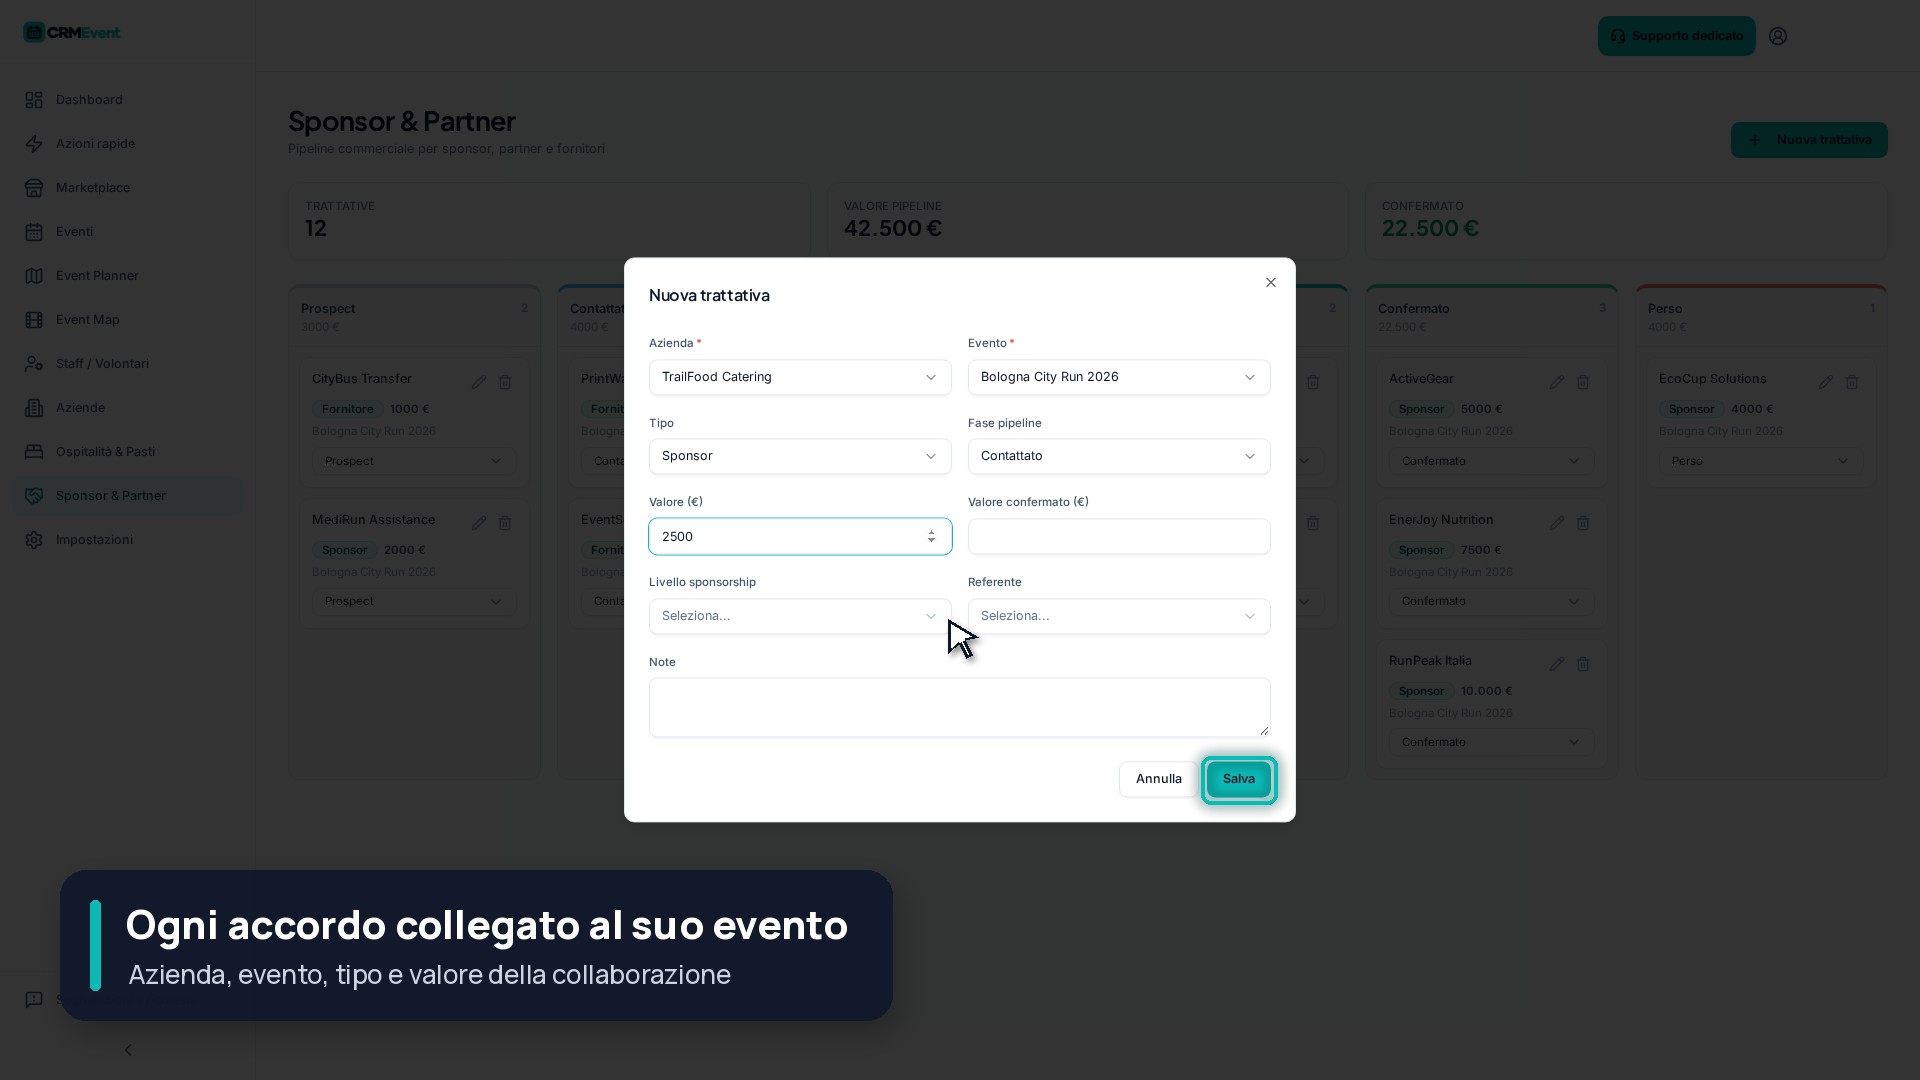 CRMEvent
Supporto dedicato
Dashboard
Azioni rapide
Marketplace
Eventi
Event Planner
Event Map
Staff / Volontari
Aziende
Ospitalità & Pasti
Sponsor & Partner
Impostazioni
Sponsor & Partner
Pipeline commerciale per sponsor, partner e fornitori
Nuova trattativa
TRATTATIVE
12
VALORE PIPELINE
42.500 €
CONFERMATO
22.500 €
Prospect 2
3000 €
CityBus Transfer
Fornitore 1000 €
Bologna City Run 2026
Prospect
MediRun Assistance
Sponsor 2000 €
Bologna City Run 2026
Prospect
4000 €
2
Confermato 3
22.500 €
ActiveGear
Sponsor 5000 €
Bologna City Run 2026
Confermato
EnerJoy Nutrition
Sponsor 7500 €
Bologna City Run 2026
Confermato
RunPeak Italia
Sponsor 10.000 €
Bologna City Run 2026
Confermato
Perso 1
4000 €
EcoCup Solutions
Sponsor 4000 €
Bologna City Run 2026
Perso
Nuova trattativa
Azienda *
TrailFood Catering
Evento *
Bologna City Run 2026
Tipo
Sponsor
Fase pipeline
Contattato
Valore (€)
2500
Valore confermato (€)
Livello sponsorship
Seleziona...
Referente
Seleziona...
Note
Annulla
Salva
Ogni accordo collegato al suo evento
Azienda, evento, tipo e valore della collaborazione